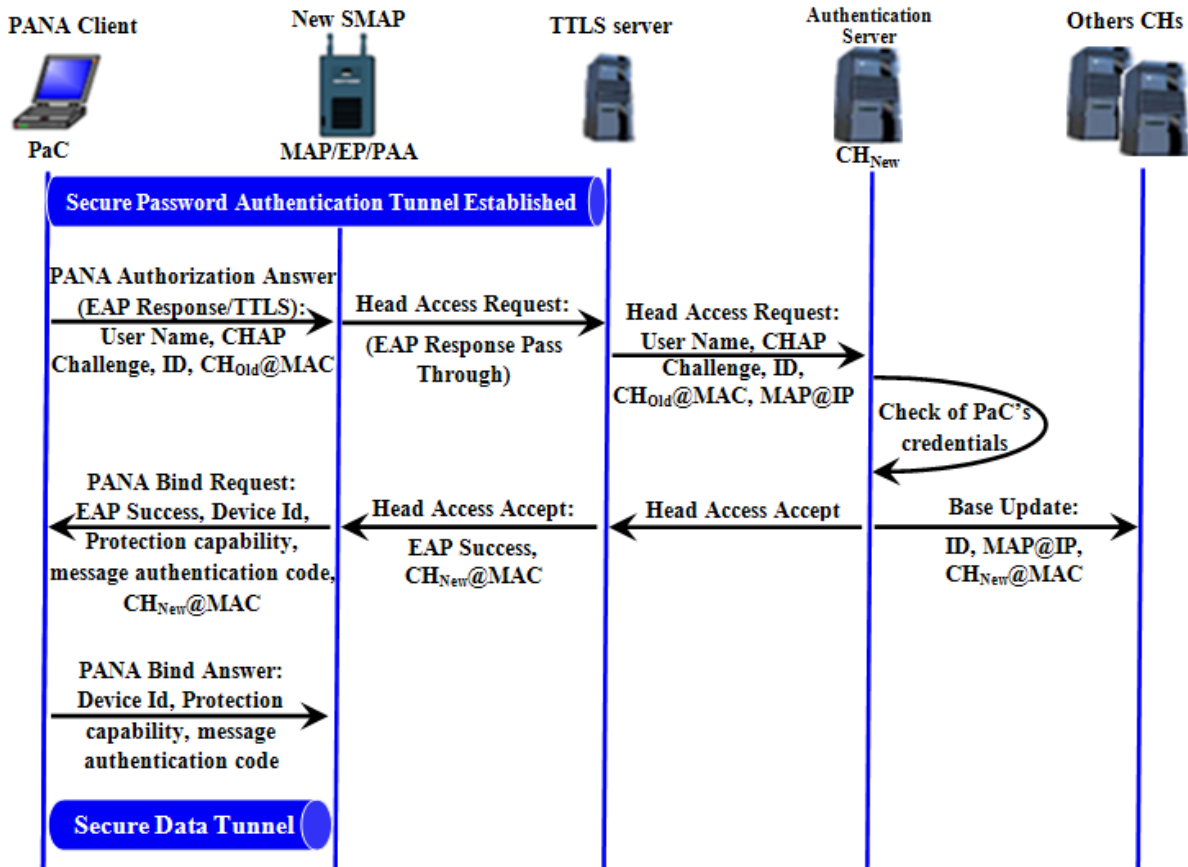 PANA Client
New SMAP
TTLS server
Authentication
Server
Others CHs
PaC
MAP/EP/PAA
CHNew
Secure Password Authentication Tunnel Established
PANA Authorization Answer
(EAP Response/TTLS):
User Name, CHAP
Challenge, ID, CHOld@MAC
Head Access Request:
(EAP Response Pass
Through)
Head Access Request:
User Name, CHAP
Challenge, ID,
CHOld@MAC, MAP@IP
Check of PaC's
credentials
PANA Bind Request:
EAP Success, Device Id,
Protection capability,
message authentication code,
CHNew@MAC
Head Access Accept:
EAP Success,
CHNew@MAC
Head Access Accept
Base Update:
ID, MAP@IP,
CHNew@MAC
PANA Bind Answer:
Device Id, Protection
capability, message
authentication code
Secure Data Tunnel